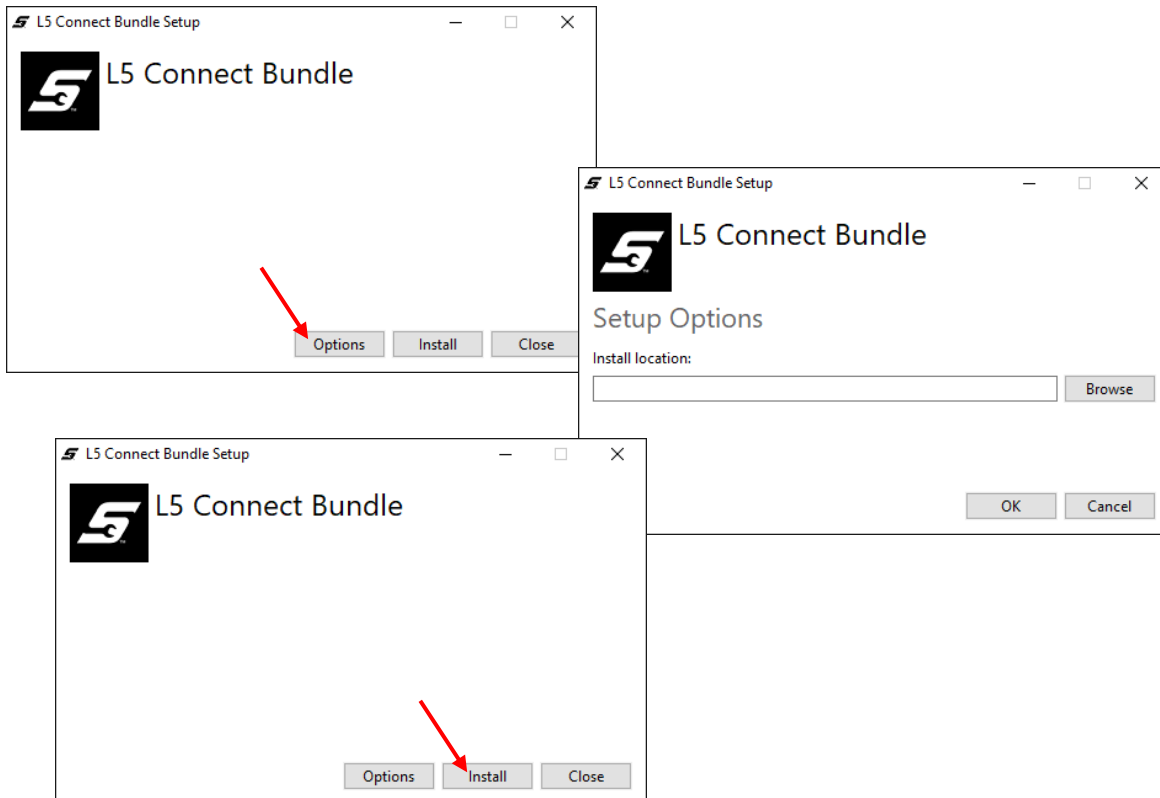 L5 Connect Bundle Setup
L5 Connect Bundle
Options Install Close
L5 Connect Bundle Setup
L5 Connect Bundle
Setup Options
Install location:
Browse
OK Cancel
L5 Connect Bundle Setup
L5 Connect Bundle
Options Install Close